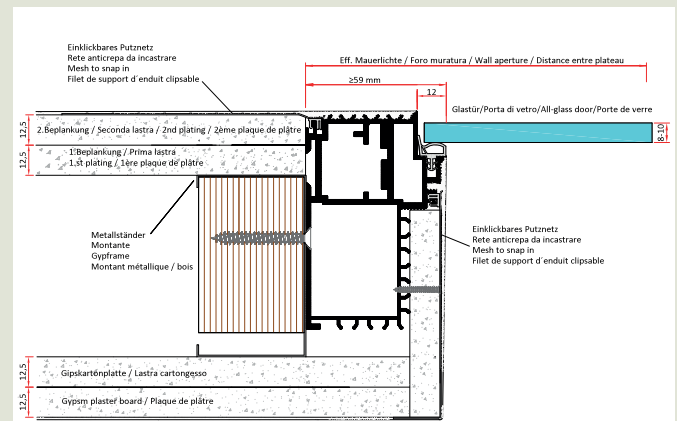 Einklickbares Putznetz
Rete anticrepa da incastrare
Mesh to snap in
Filet de support d´enduit clipsable
Eff. Mauerlichte / Foro muratura / Wall aperture / Distance entre plateau
≥59 mm
12
Glastür/Porta di vetro/All-glass door/Porte de verre
8-10
12,5
2.Beplankung / Seconda lastra / 2nd plating / 2ème plaque de plâtre
12,5
1.Beplankung / Prima lastra
1.st plating / 1ère plaque de plâtre
Metallständer
Montante
Gypframe
Montant métallique / bois
Einklickbares Putznetz
Rete anticrepa da incastrare
Mesh to snap in
Filet de support d´enduit clipsable
12,5
Gipskartonplatte / Lastra cartongesso
12,5
Gypsm plaster board / Plaque de plâtre